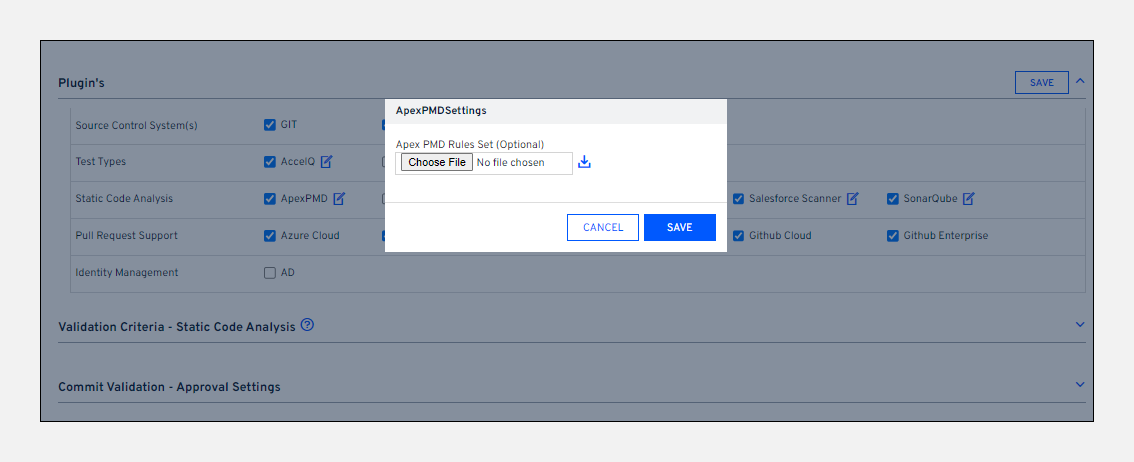 Plugin's
SAVE
ApexPMDSettings
Source Control System(s)
GIT
Apex PMD Rules Set (Optional)
Choose File No file chosen
Test Types
AccelQ
Static Code Analysis
ApexPMD
Salesforce Scanner
SonarQube
CANCEL
SAVE
Pull Request Support
Azure Cloud
Github Cloud
Github Enterprise
Identity Management
AD
Validation Criteria - Static Code Analysis ?
Commit Validation - Approval Settings